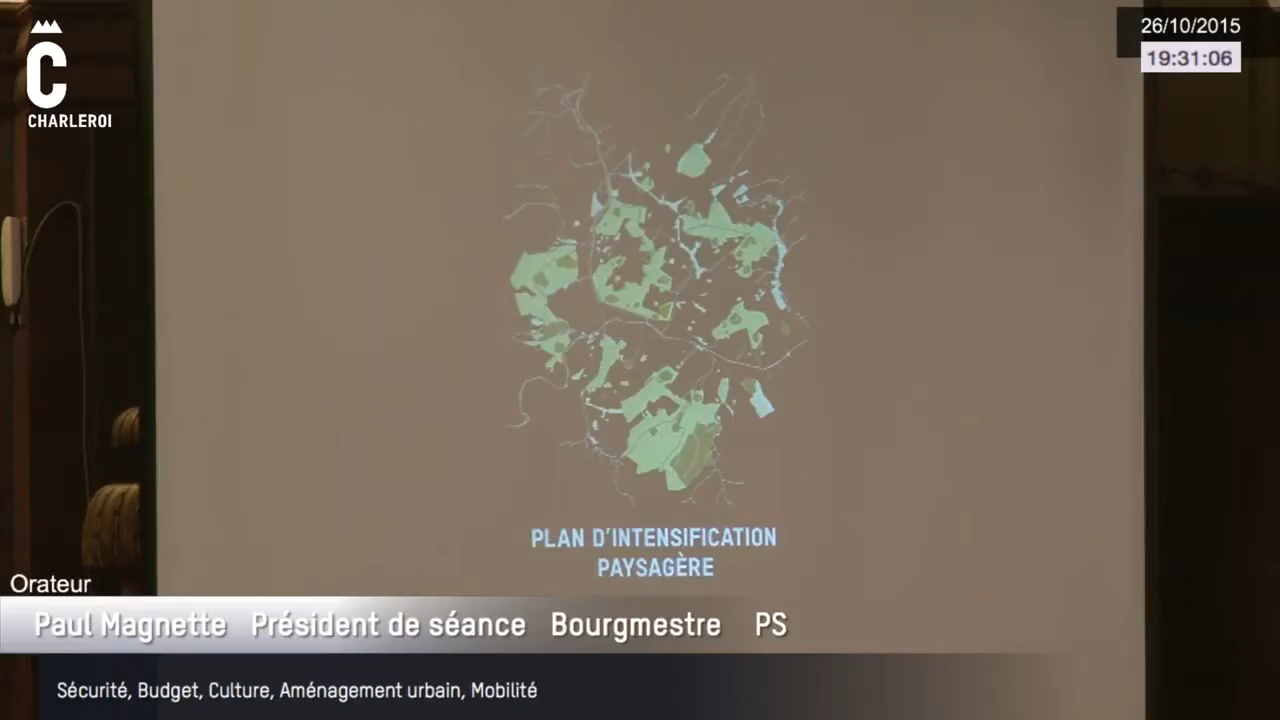 Ĉ
CHARLEROI
26/10/2015
19:31:06
PLAN D'INTENSIFICATION
PAYSAGÈRE
Orateur
Paul Magnette Président de séance Bourgmestre PS
Sécurité, Budget, Culture, Aménagement urbain, Mobilité